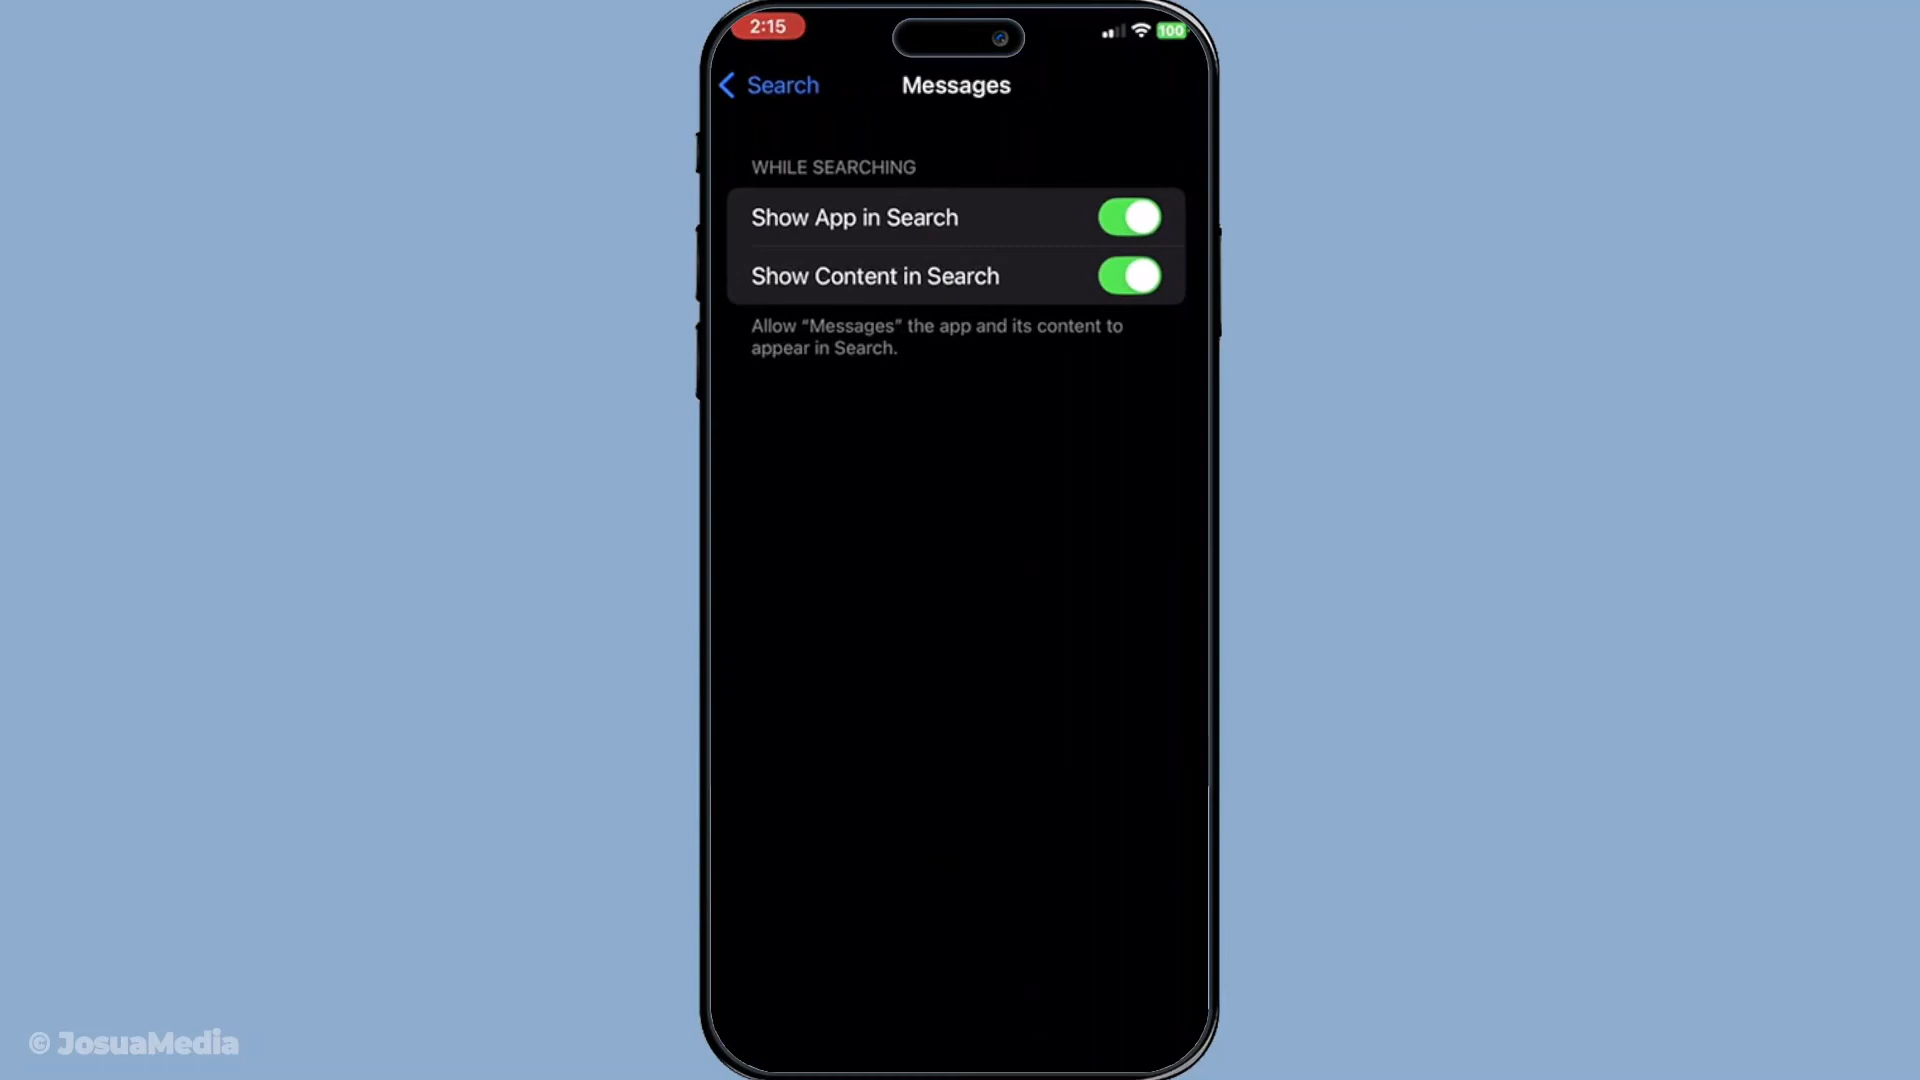 2:15
100
Search
Messages
WHILE SEARCHING
Show App in Search
Show Content in Search
Allow “Messages” the app and its content to
appear in Search.
© JosuaMedia